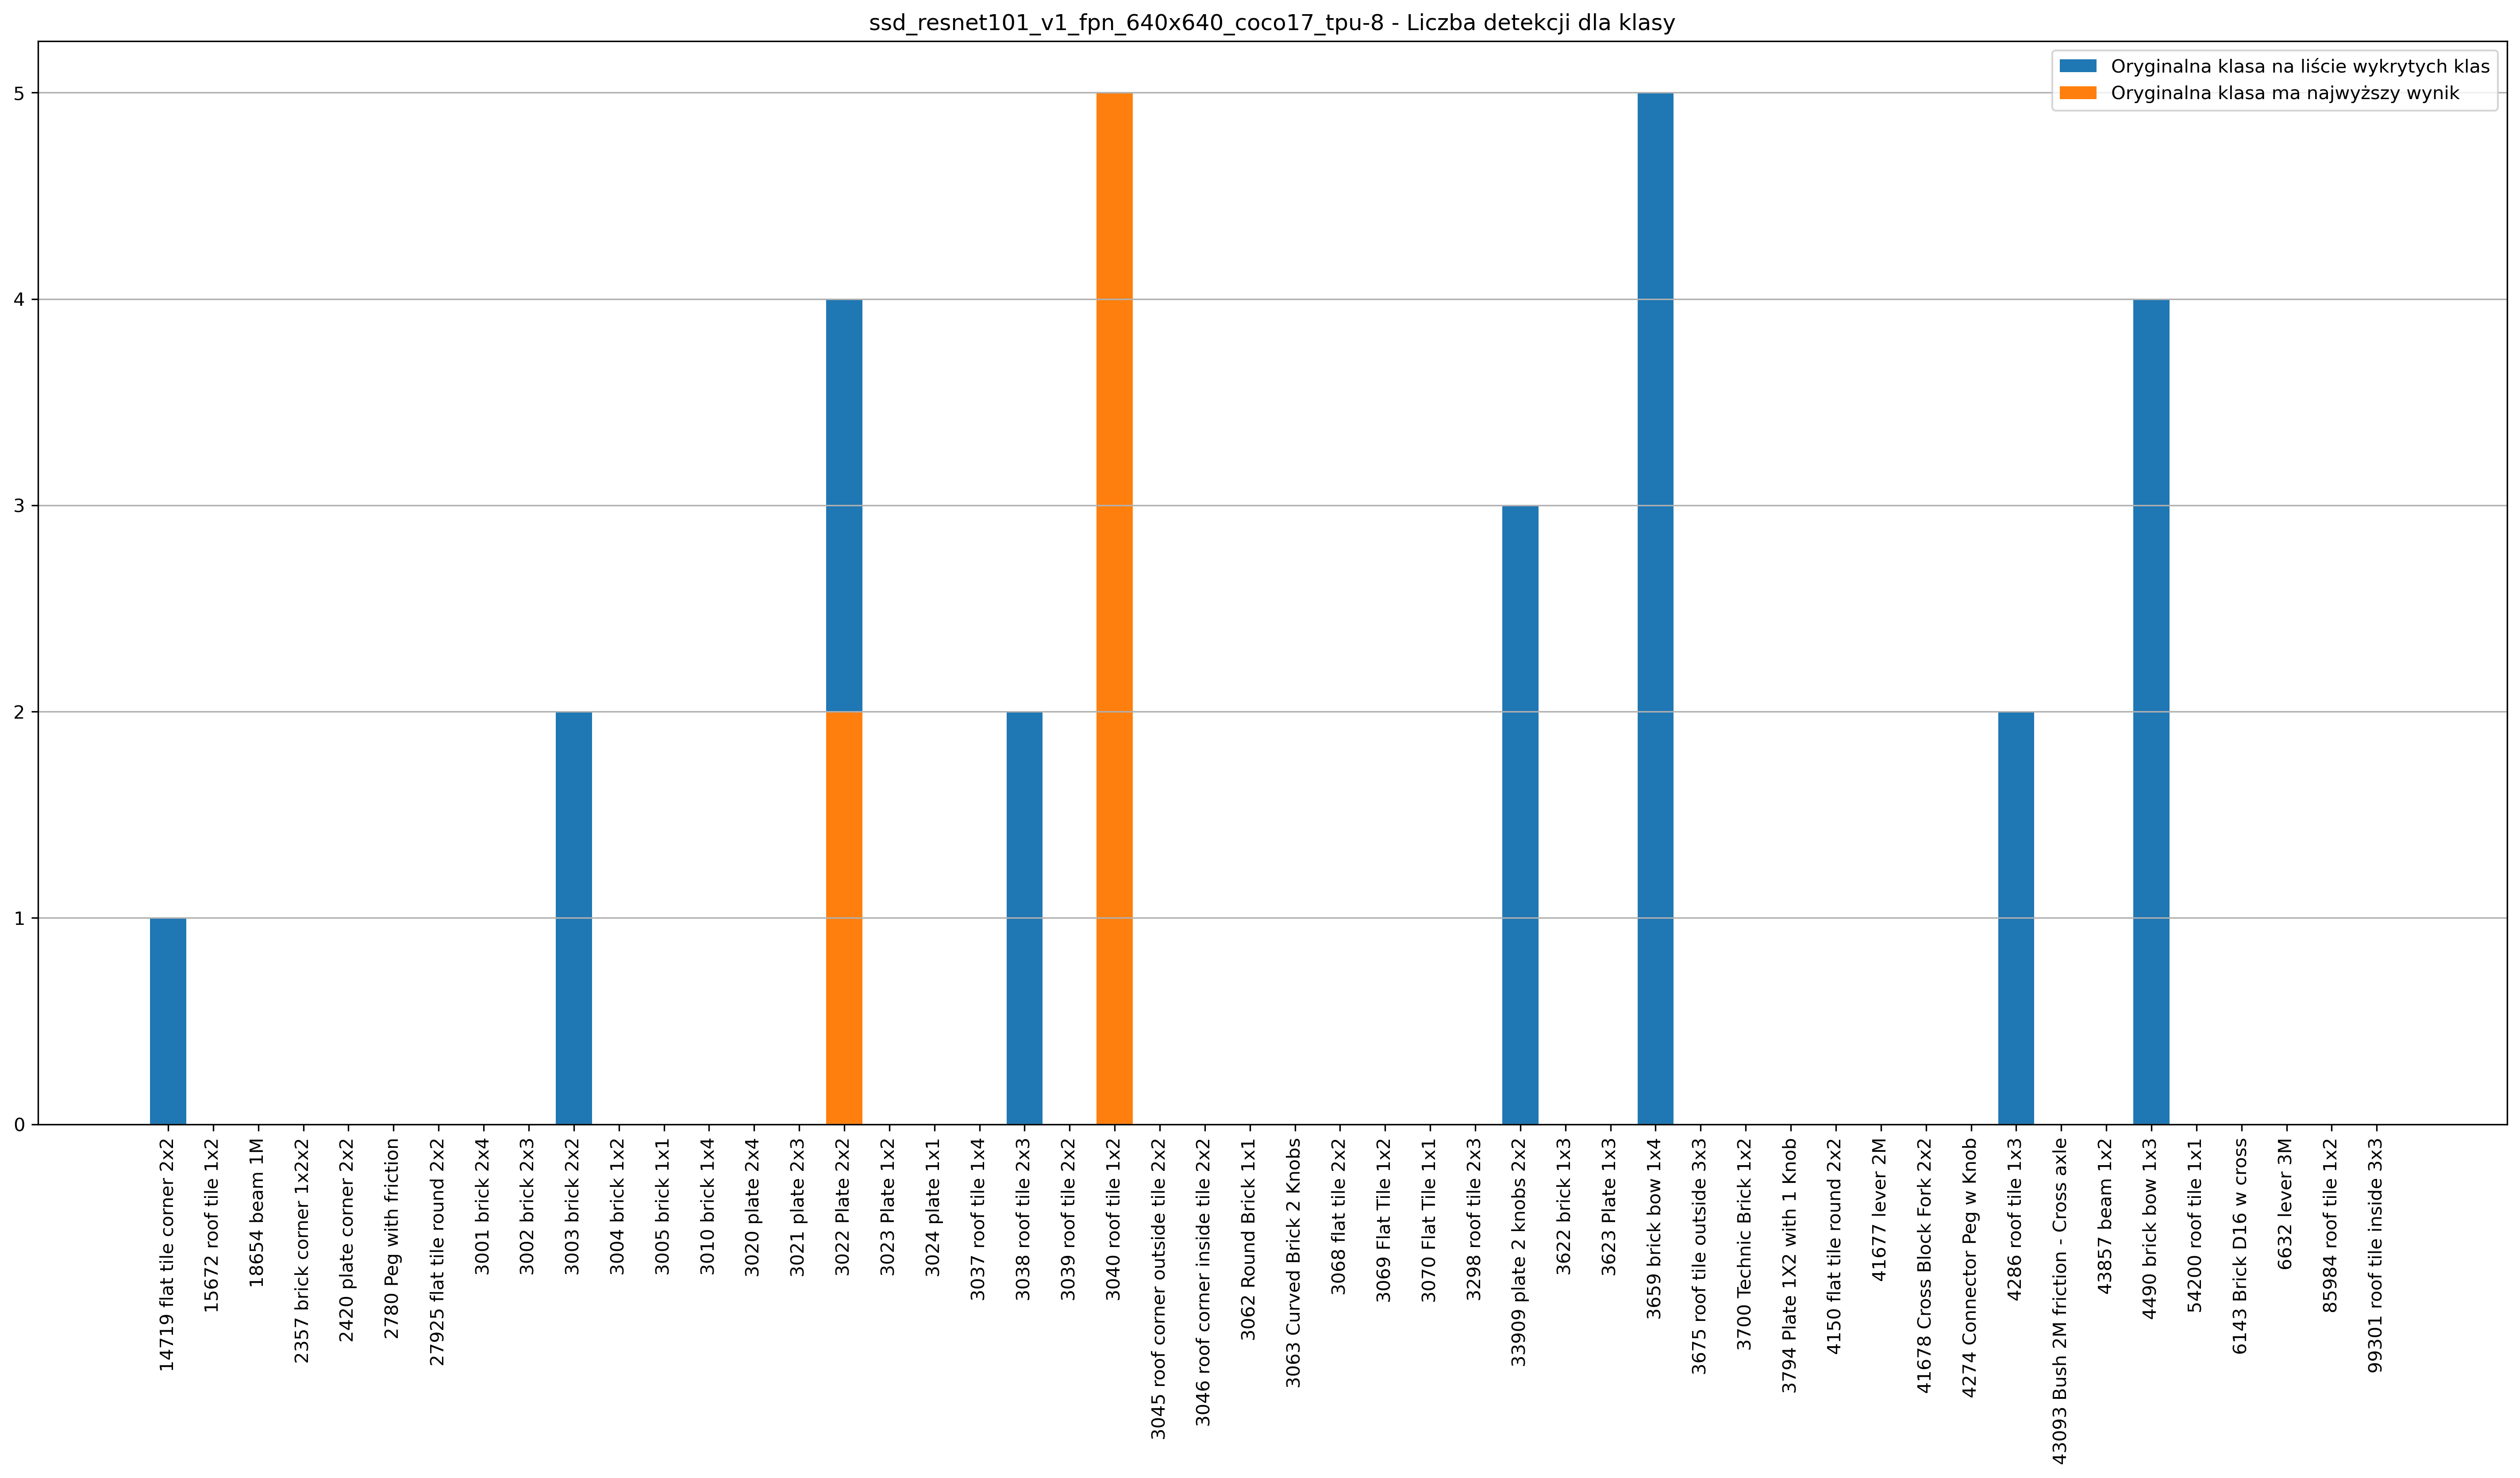 ssd_resnet101_v1_fpn_640x640_coco17_tpu-8 - Liczba detekcji dla klasy
Oryginalna klasa na liście wykrytych klas
Oryginalna klasa ma najwyższy wynik
5
4
3
2
1
0
14719 flat tile corner 2x2
15672 roof tile 1x2
18654 beam 1M
2357 brick corner 1x2x2
2420 plate corner 2x2
2780 Peg with friction
27925 flat tile round 2x2
3001 brick 2x4
3002 brick 2x3
3003 brick 2x2
3004 brick 1x2
3005 brick 1x1
3010 brick 1x4
3020 plate 2x4
3021 plate 2x3
3022 Plate 2x2
3023 Plate 1x2
3024 plate 1x1
3037 roof tile 1x4
3038 roof tile 2x3
3039 roof tile 2x2
3040 roof tile 1x2
3045 roof corner outside tile 2x2
3046 roof corner inside tile 2x2
3062 Round Brick 1x1
3063 Curved Brick 2 Knobs
3068 flat tile 2x2
3069 Flat Tile 1x2
3070 Flat Tile 1x1
3298 roof tile 2x3
33909 plate 2 knobs 2x2
3622 brick 1x3
3623 Plate 1x3
3659 brick bow 1x4
3675 roof tile outside 3x3
3700 Technic Brick 1x2
3794 Plate 1X2 with 1 Knob
4150 flat tile round 2x2
41677 lever 2M
41678 Cross Block Fork 2x2
4274 Connector Peg w Knob
4286 roof tile 1x3
43093 Bush 2M friction - Cross axle
43857 beam 1x2
4490 brick bow 1x3
54200 roof tile 1x1
6143 Brick D16 w cross
6632 lever 3M
85984 roof tile 1x2
99301 roof tile inside 3x3